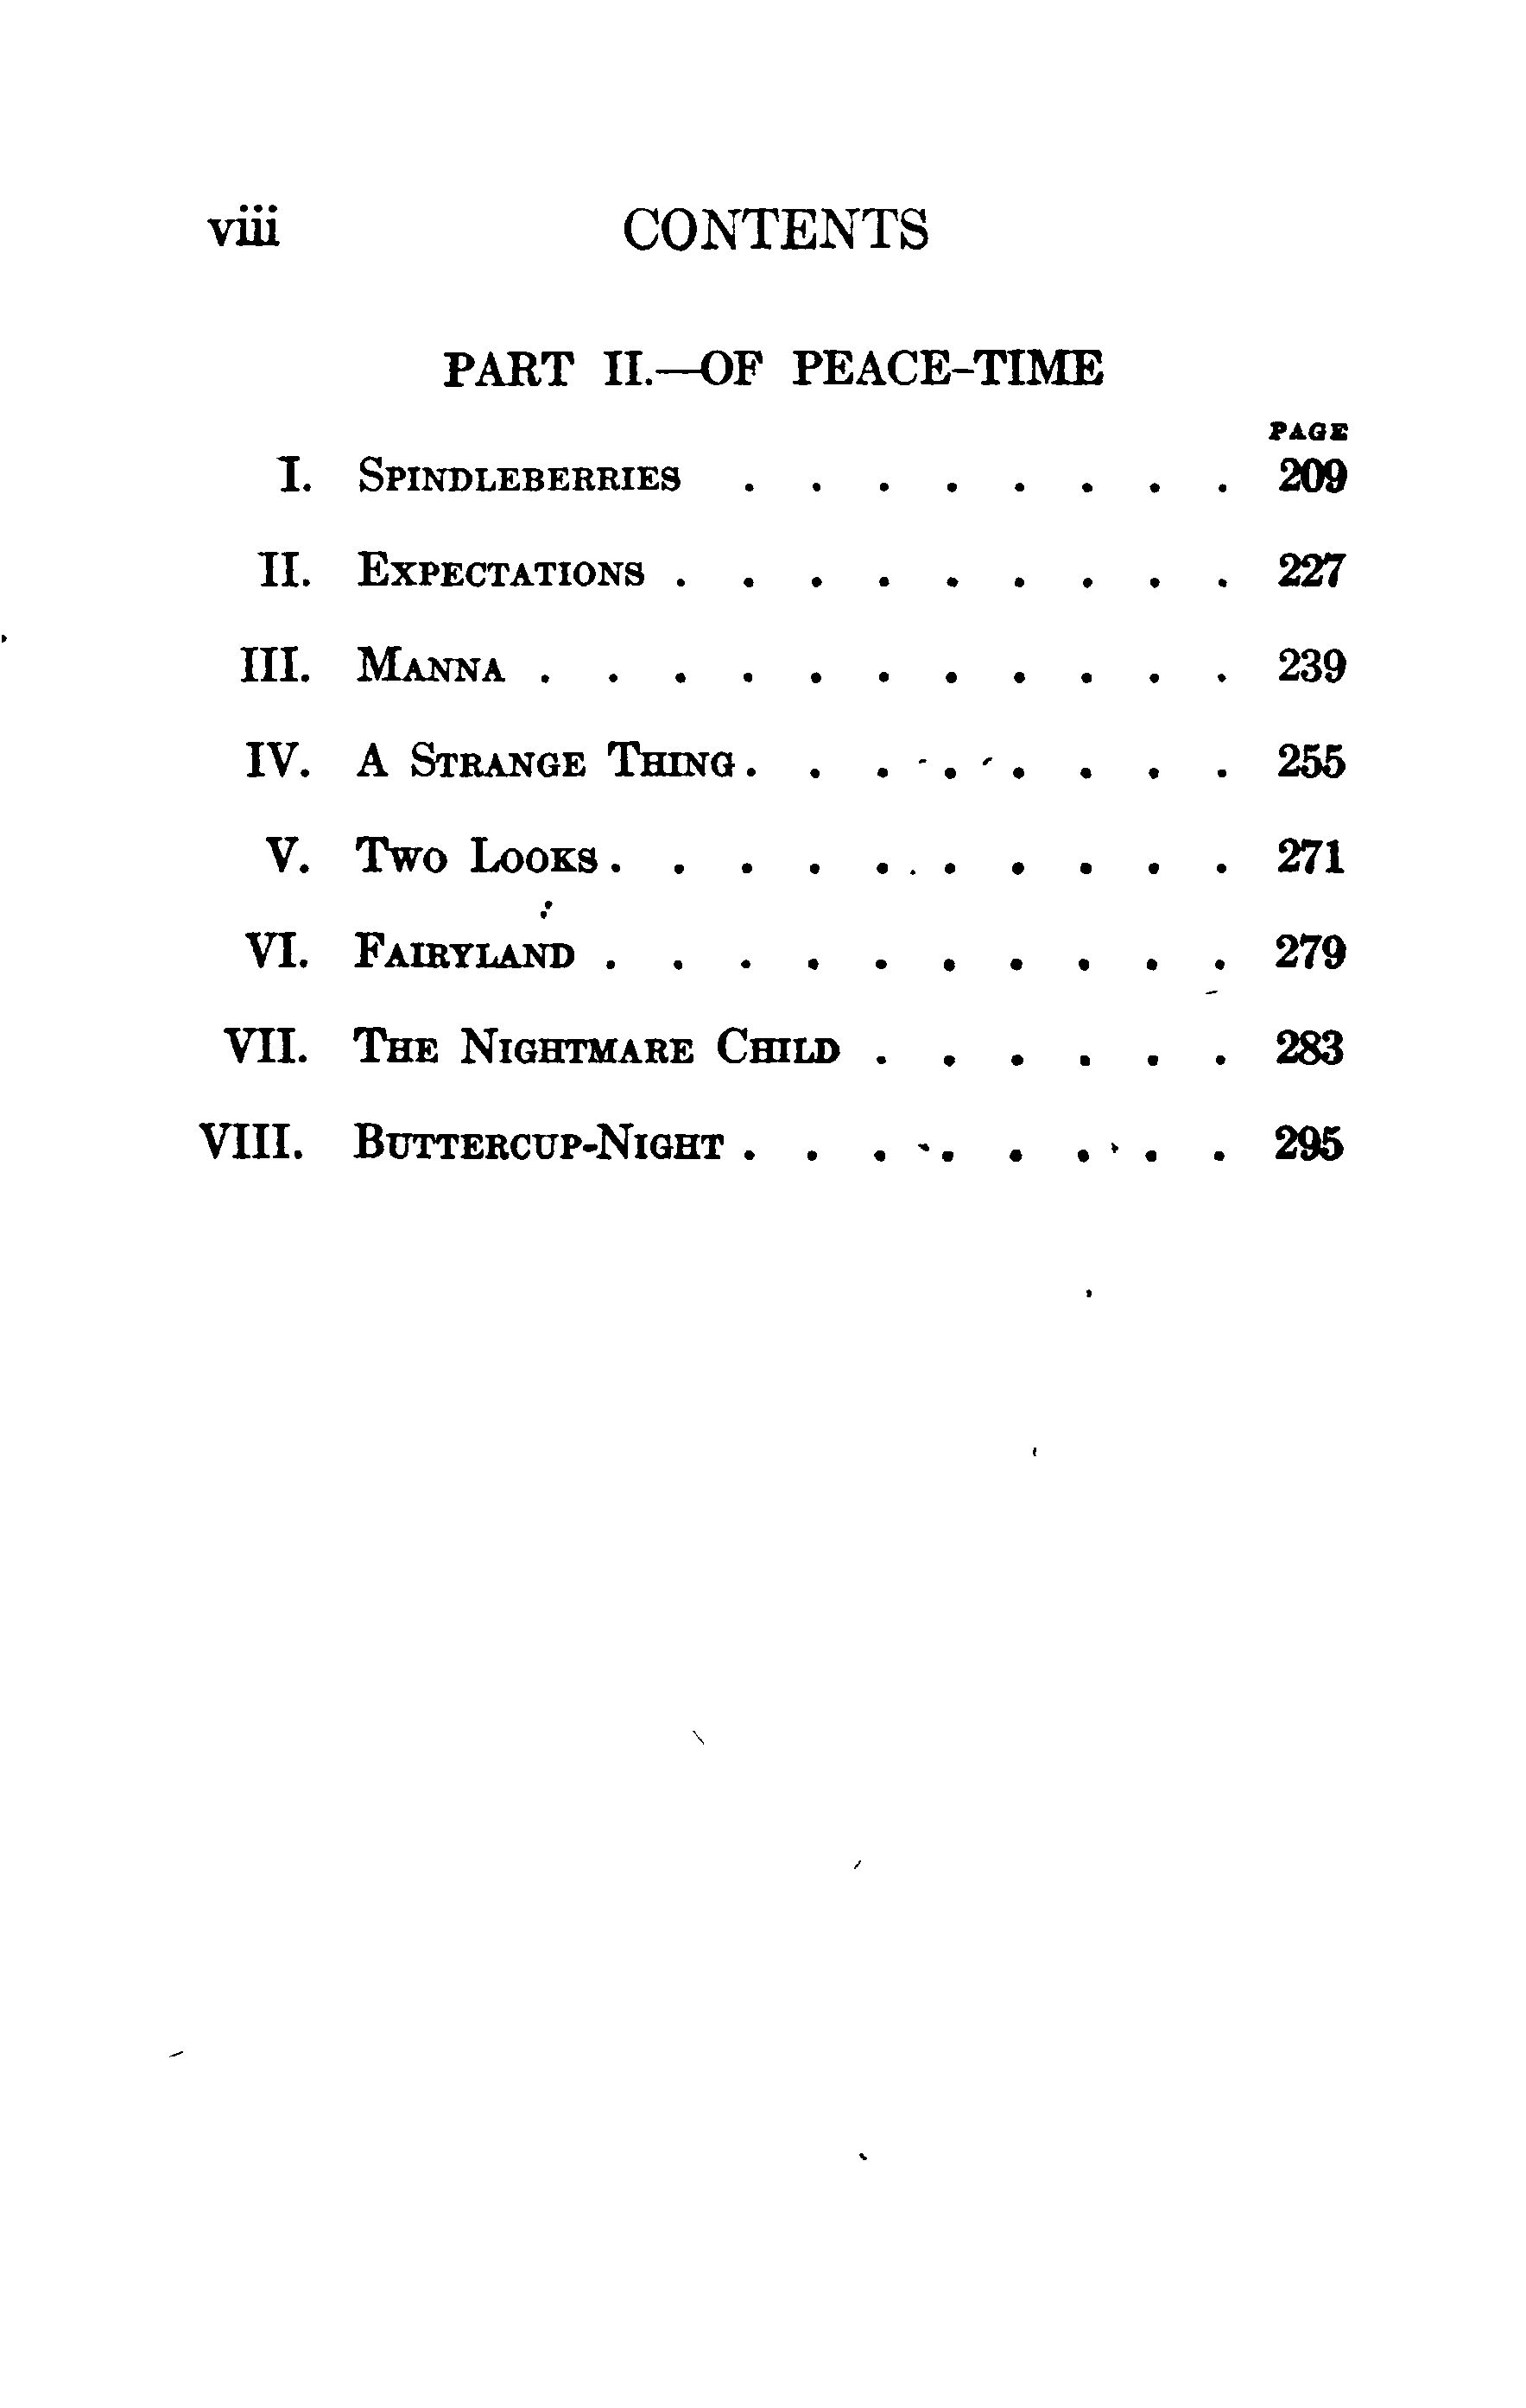 viii CONTENTS
PART II.—OF PEACE-TIME
PAGE
I. SPINDLEBERRIES . . . . . . . . 209
II. EXPECTATIONS . . . . . . . . . 227
III. MANNA . . . . . . . . . . . 239
IV. A STRANGE THING . . . . . . . . 255
V. TWO LOOKS . . . . . . . . . . 271
VI. FAIRYLAND . . . . . . . . . . 279
VII. THE NIGHTMARE CHILD . . . . . . 283
VIII. BUTTERCUP-NIGHT . . . . . . . . 295